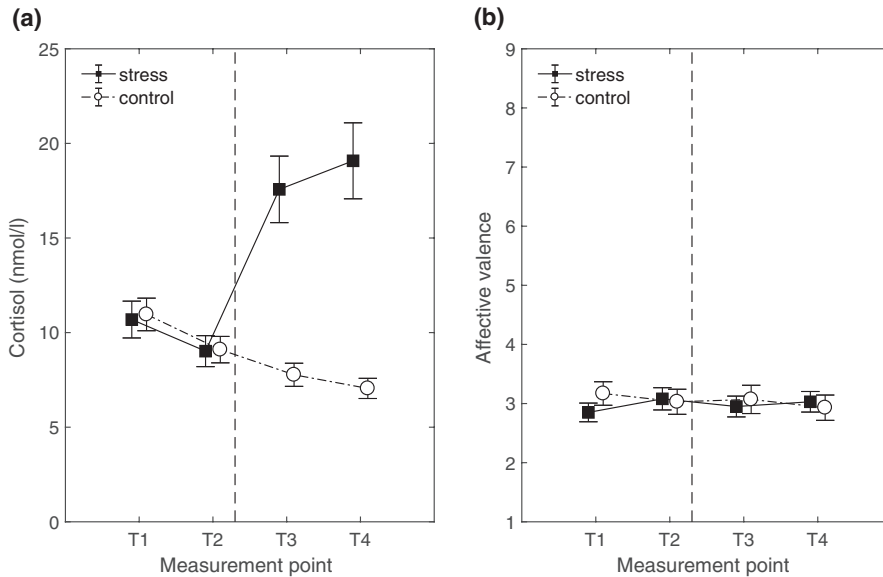 (a)
25
20
15
10
5
0
Cortisol (nmol/l)
stress
control
T1 T2 T3 T4
Measurement point
(b)
9
8
7
6
5
4
3
2
1
Affective valence
stress
control
T1 T2 T3 T4
Measurement point